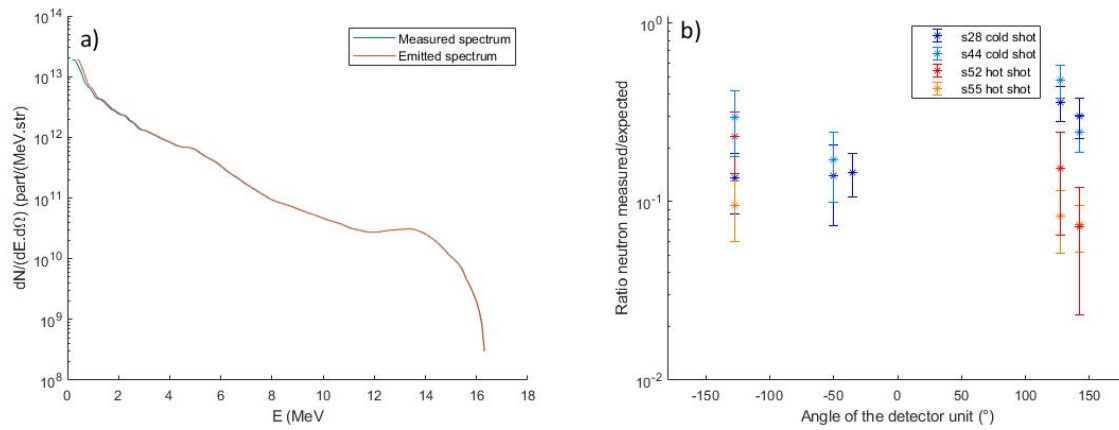 a)
Measured spectrum
Emitted spectrum
dN/(dE.dΩ) (part/(MeV.str)
10^14
10^13
10^12
10^11
10^10
10^9
10^8
0 2 4 6 8 10 12 14 16 18
E (MeV
b)
s28 cold shot
s44 cold shot
s52 hot shot
s55 hot shot
Ratio neutron measured/expected
10^0
10^-1
10^-2
-150 -100 -50 0 50 100 150
Angle of the detector unit (°)